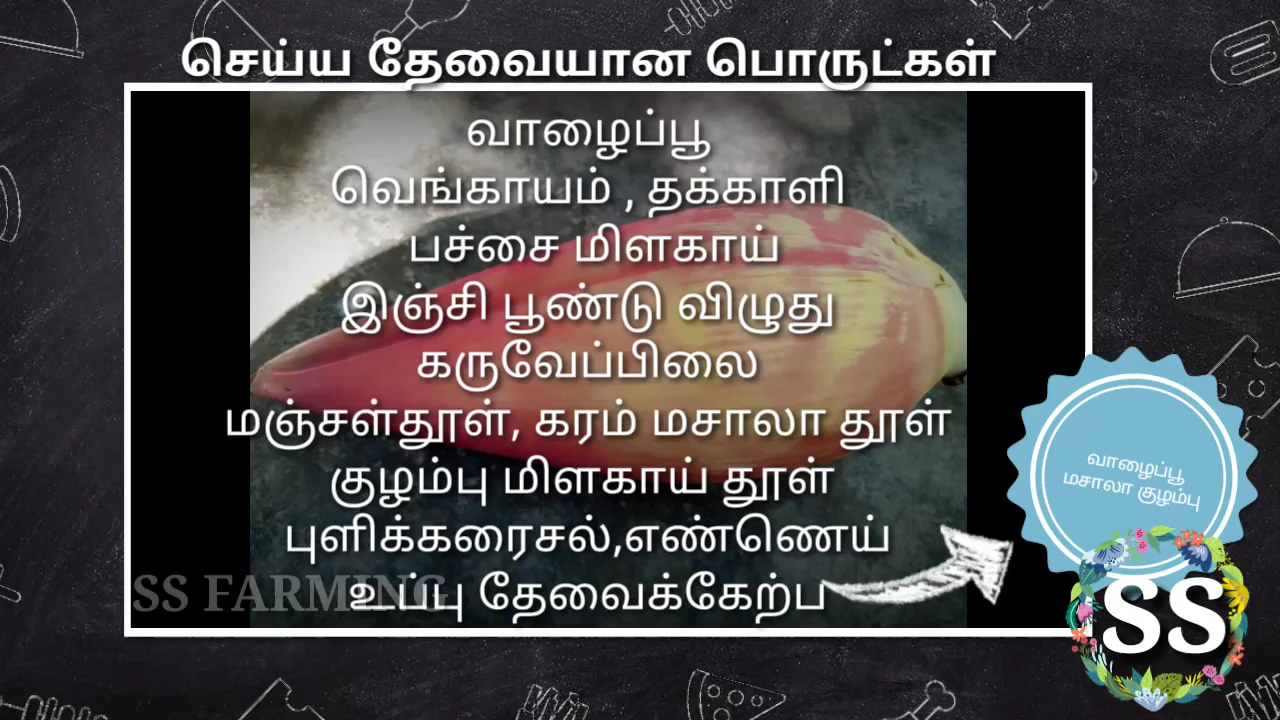 செய்ய தேவையான பொருட்கள்
வாழைப்பூ
வெங்காயம் , தக்காளி
பச்சை மிளகாய்
இஞ்சி பூண்டு விழுது
கருவேப்பிலை
மஞ்சள்தூள், கரம் மசாலா தூள்
குழம்பு மிளகாய் தூள்
புளிக்கரைசல்,எண்ணெய்
உப்பு தேவைக்கேற்ப
SS FARMING
வாழைப்பூ
மசாலா குழம்பு
SS